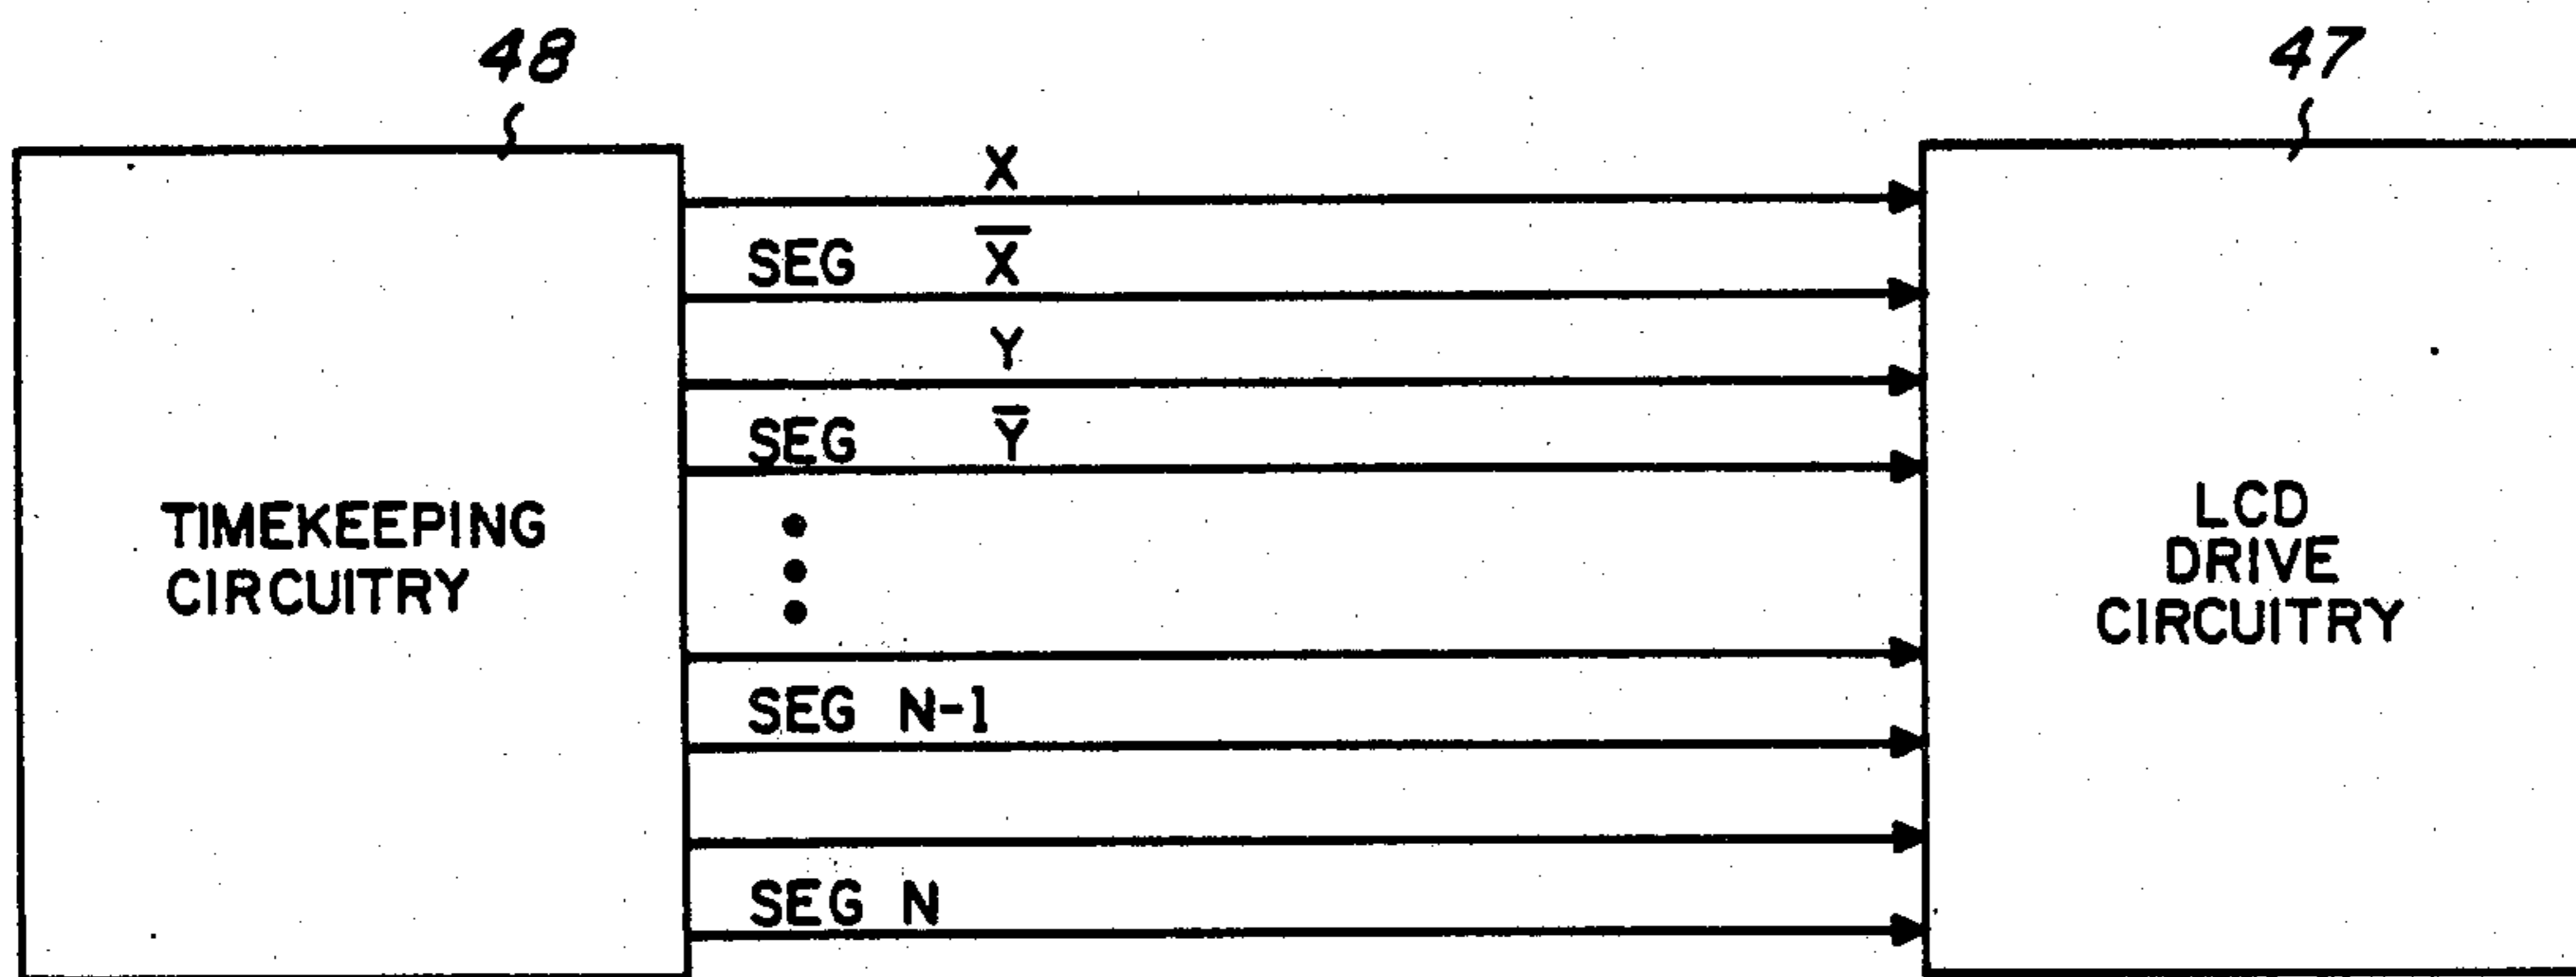 48
47
X
SEG X̅
Y
SEG Y̅
TIMEKEEPING
CIRCUITRY
LCD
DRIVE
CIRCUITRY
SEG N-1
SEG N